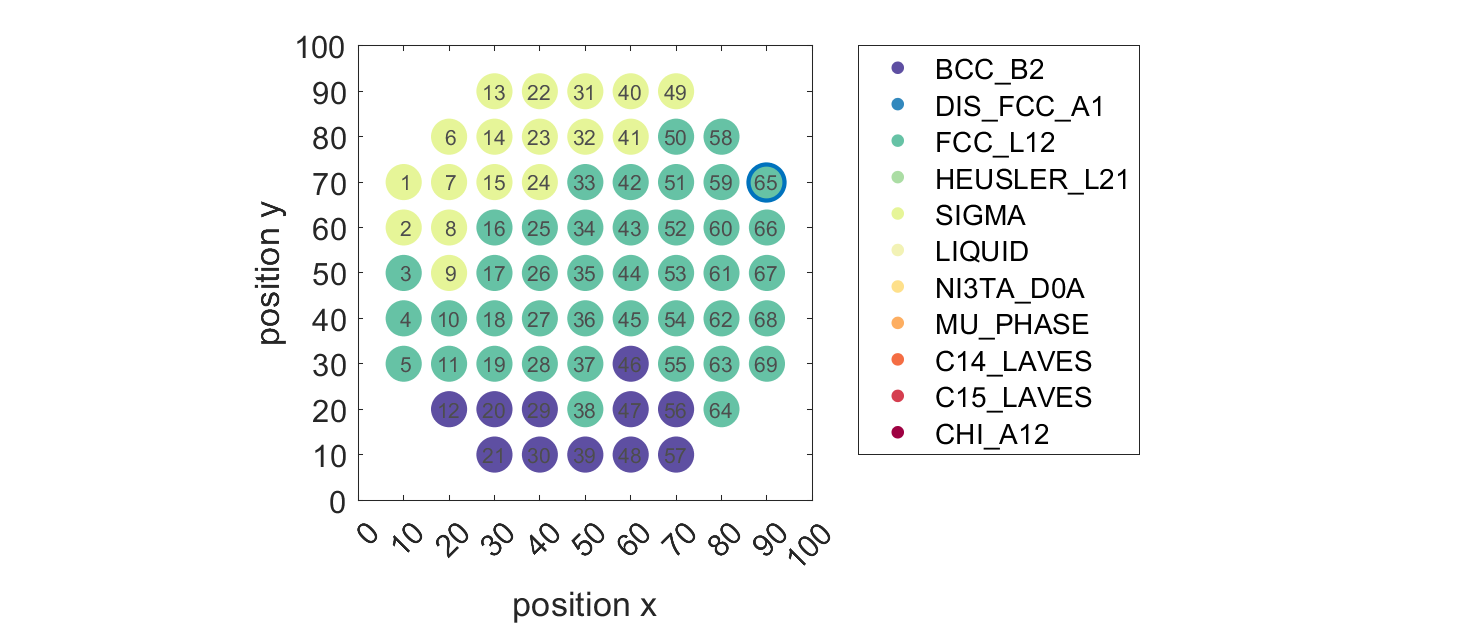 100
90
80
70
60
50
40
30
20
10
0
position y
13 22 31 40 49
6 14 23 32 41 50 58
1 7 15 24 33 42 51 59 65
2 8 16 25 34 43 52 60 66
3 9 17 26 35 44 53 61 67
4 10 18 27 36 45 54 62 68
5 11 19 28 37 46 55 63 69
12 20 29 38 47 56 64
21 30 39 48 57
0 10 20 30 40 50 60 70 80 90 100
position x
BCC_B2
DIS_FCC_A1
FCC_L12
HEUSLER_L21
SIGMA
LIQUID
NI3TA_D0A
MU_PHASE
C14_LAVES
C15_LAVES
CHI_A12